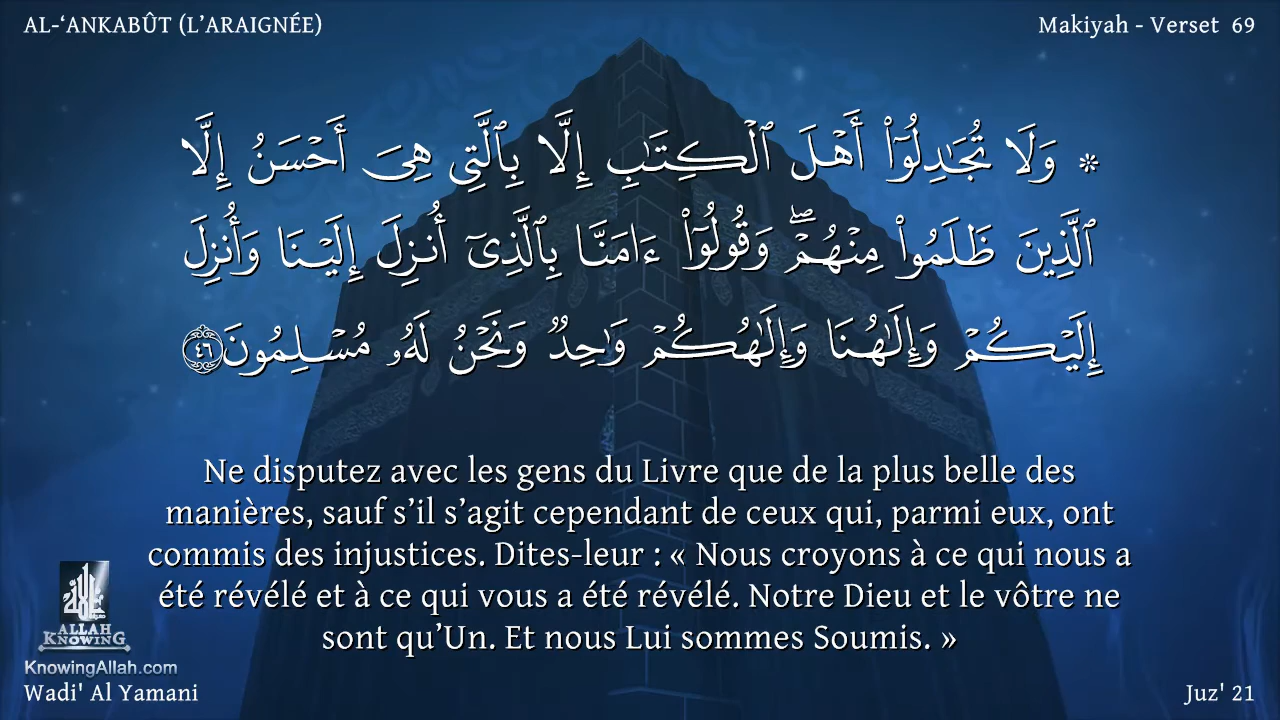 AL-‘ANKABÛT (L’ARAIGNÉE)
Makiyah - Verset 69
۞ وَلَا تُجَٰدِلُوٓا۟ أَهْلَ ٱلْكِتَٰبِ إِلَّا بِٱلَّتِى هِىَ أَحْسَنُ إِلَّا
ٱلَّذِينَ ظَلَمُوا۟ مِنْهُمْ ۖ وَقُولُوٓا۟ ءَامَنَّا بِٱلَّذِىٓ أُنزِلَ إِلَيْنَا وَأُنزِلَ
إِلَيْكُمْ وَإِلَٰهُنَا وَإِلَٰهُكُمْ وَٰحِدٌ وَنَحْنُ لَهُۥ مُسْلِمُونَ ٤٦
Ne disputez avec les gens du Livre que de la plus belle des
manières, sauf s’il s’agit cependant de ceux qui, parmi eux, ont
commis des injustices. Dites-leur : « Nous croyons à ce qui nous a
été révélé et à ce qui vous a été révélé. Notre Dieu et le vôtre ne
sont qu’Un. Et nous Lui sommes Soumis. »
ALLAH
KNOWING
KnowingAllah.com
Wadi' Al Yamani
Juz' 21